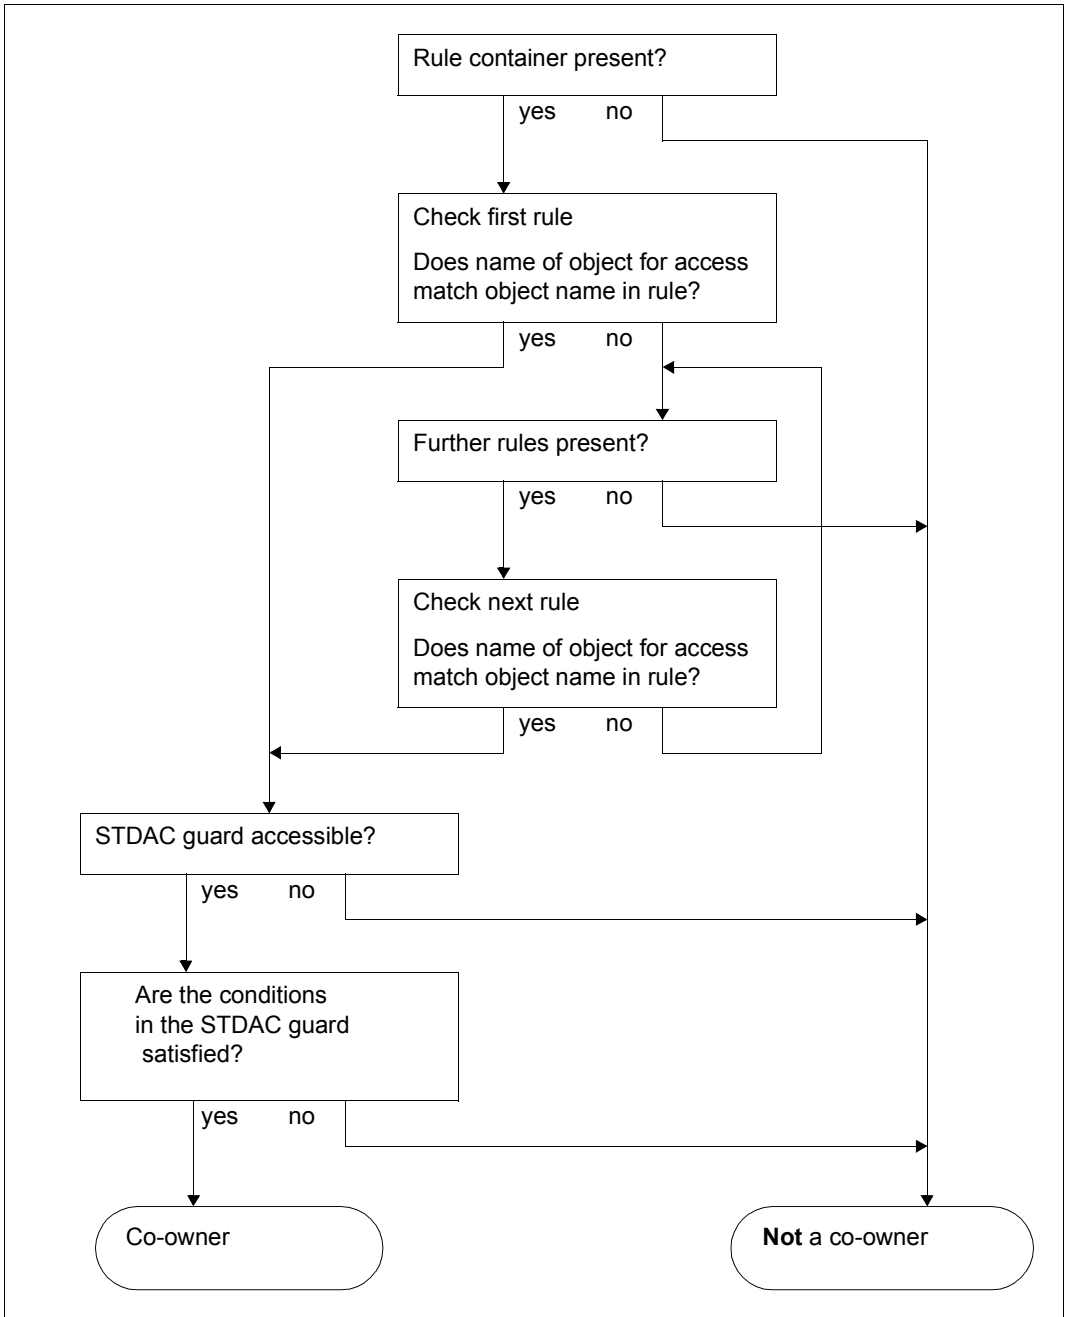 Rule container present?
yes no
Check first rule
Does name of object for access
match object name in rule?
yes no
Further rules present?
yes no
Check next rule
Does name of object for access
match object name in rule?
yes no
STDAC guard accessible?
yes no
Are the conditions
in the STDAC guard
satisfied?
yes no
Co-owner
Not a co-owner